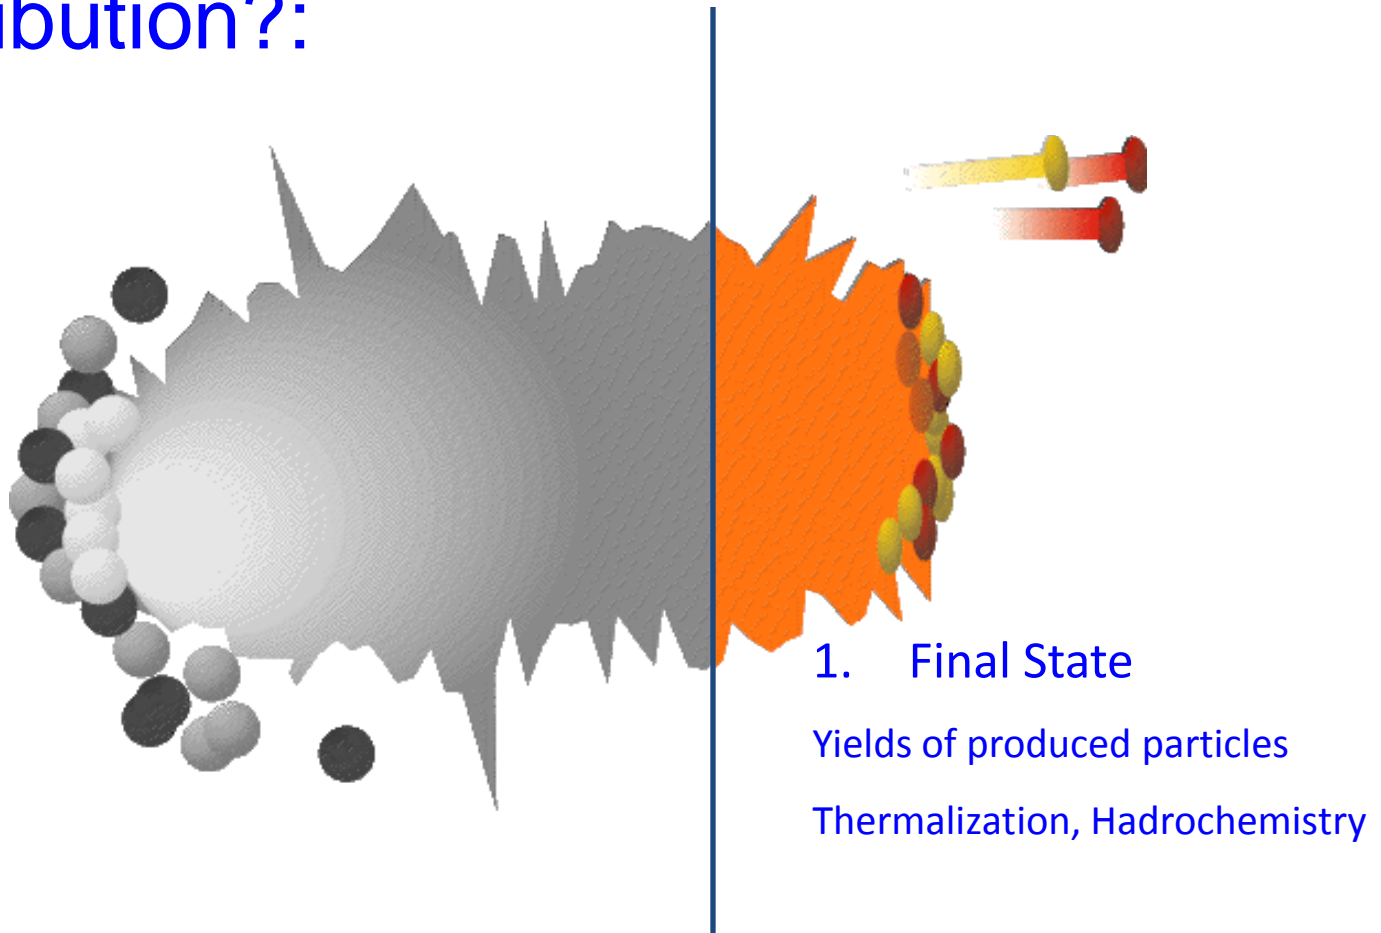 ibution?:
1. Final State
Yields of produced particles
Thermalization, Hadrochemistry